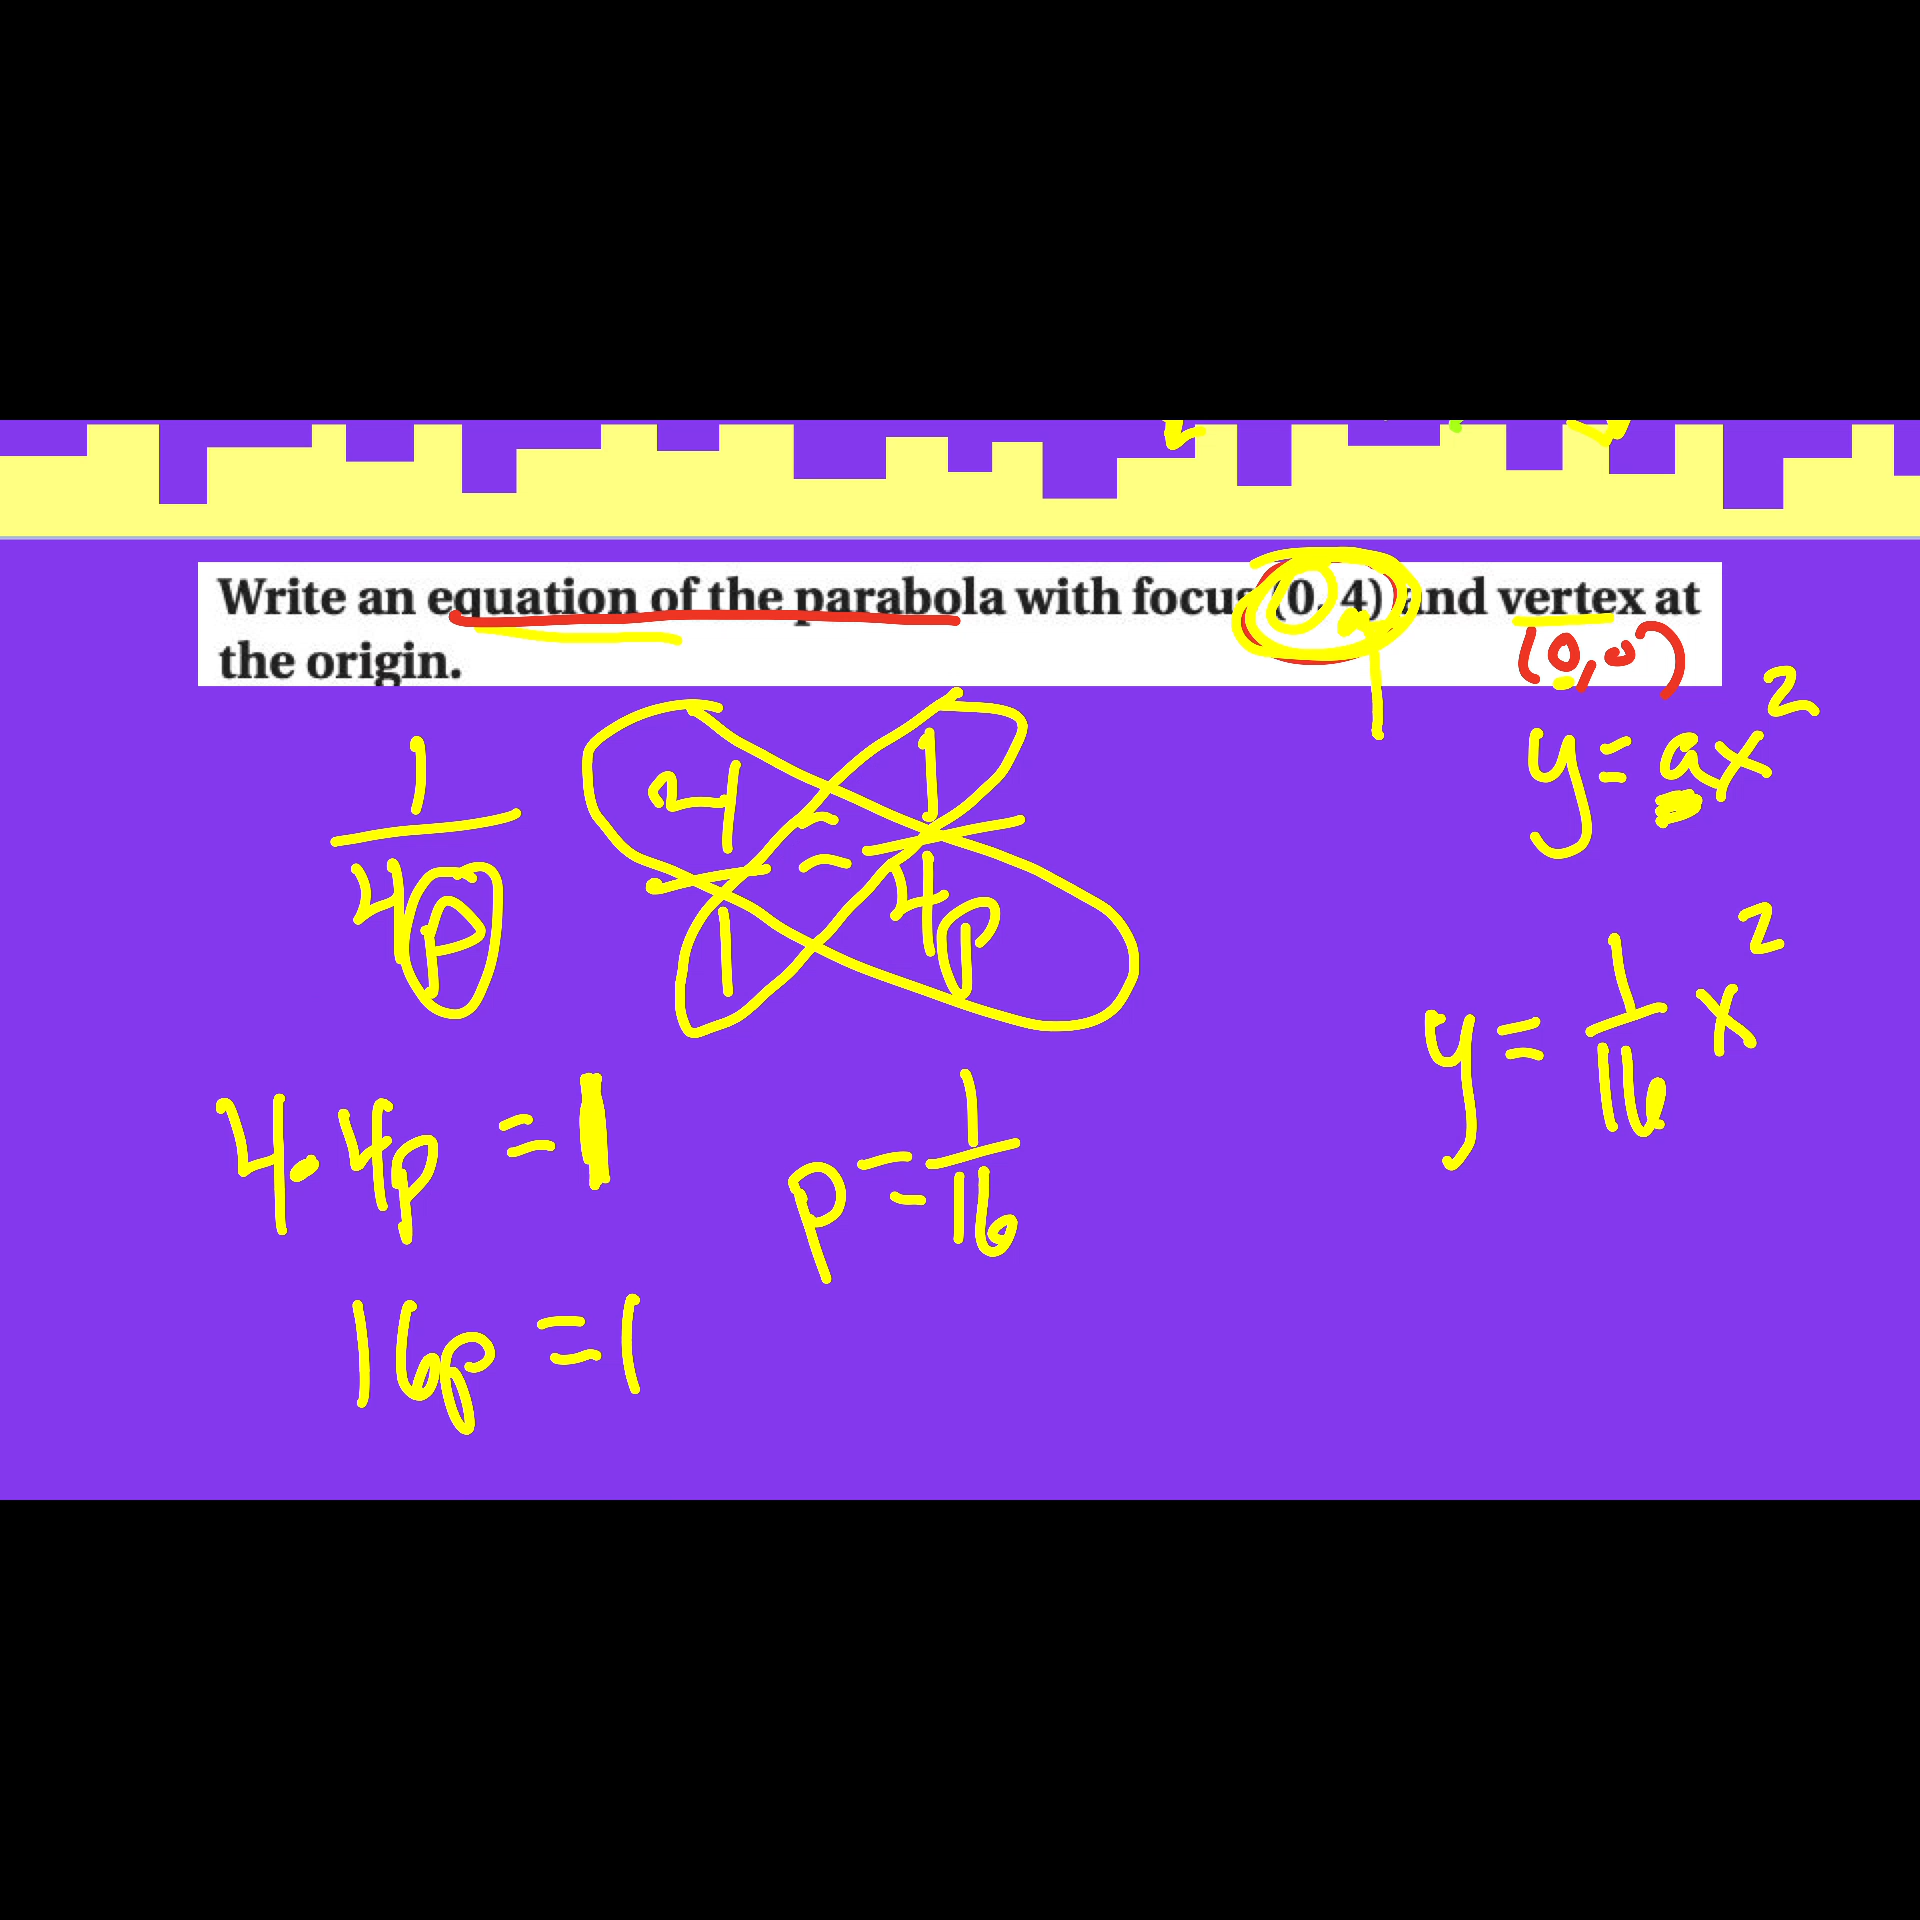 Write an equation of the parabola with focus (0, 4) and vertex at
the origin.
(0,0)
y = ax²
1/4p
4/1 = 1/4p
y = 1/16 x²
4 · 4p = 1
p = 1/16
16p = 1